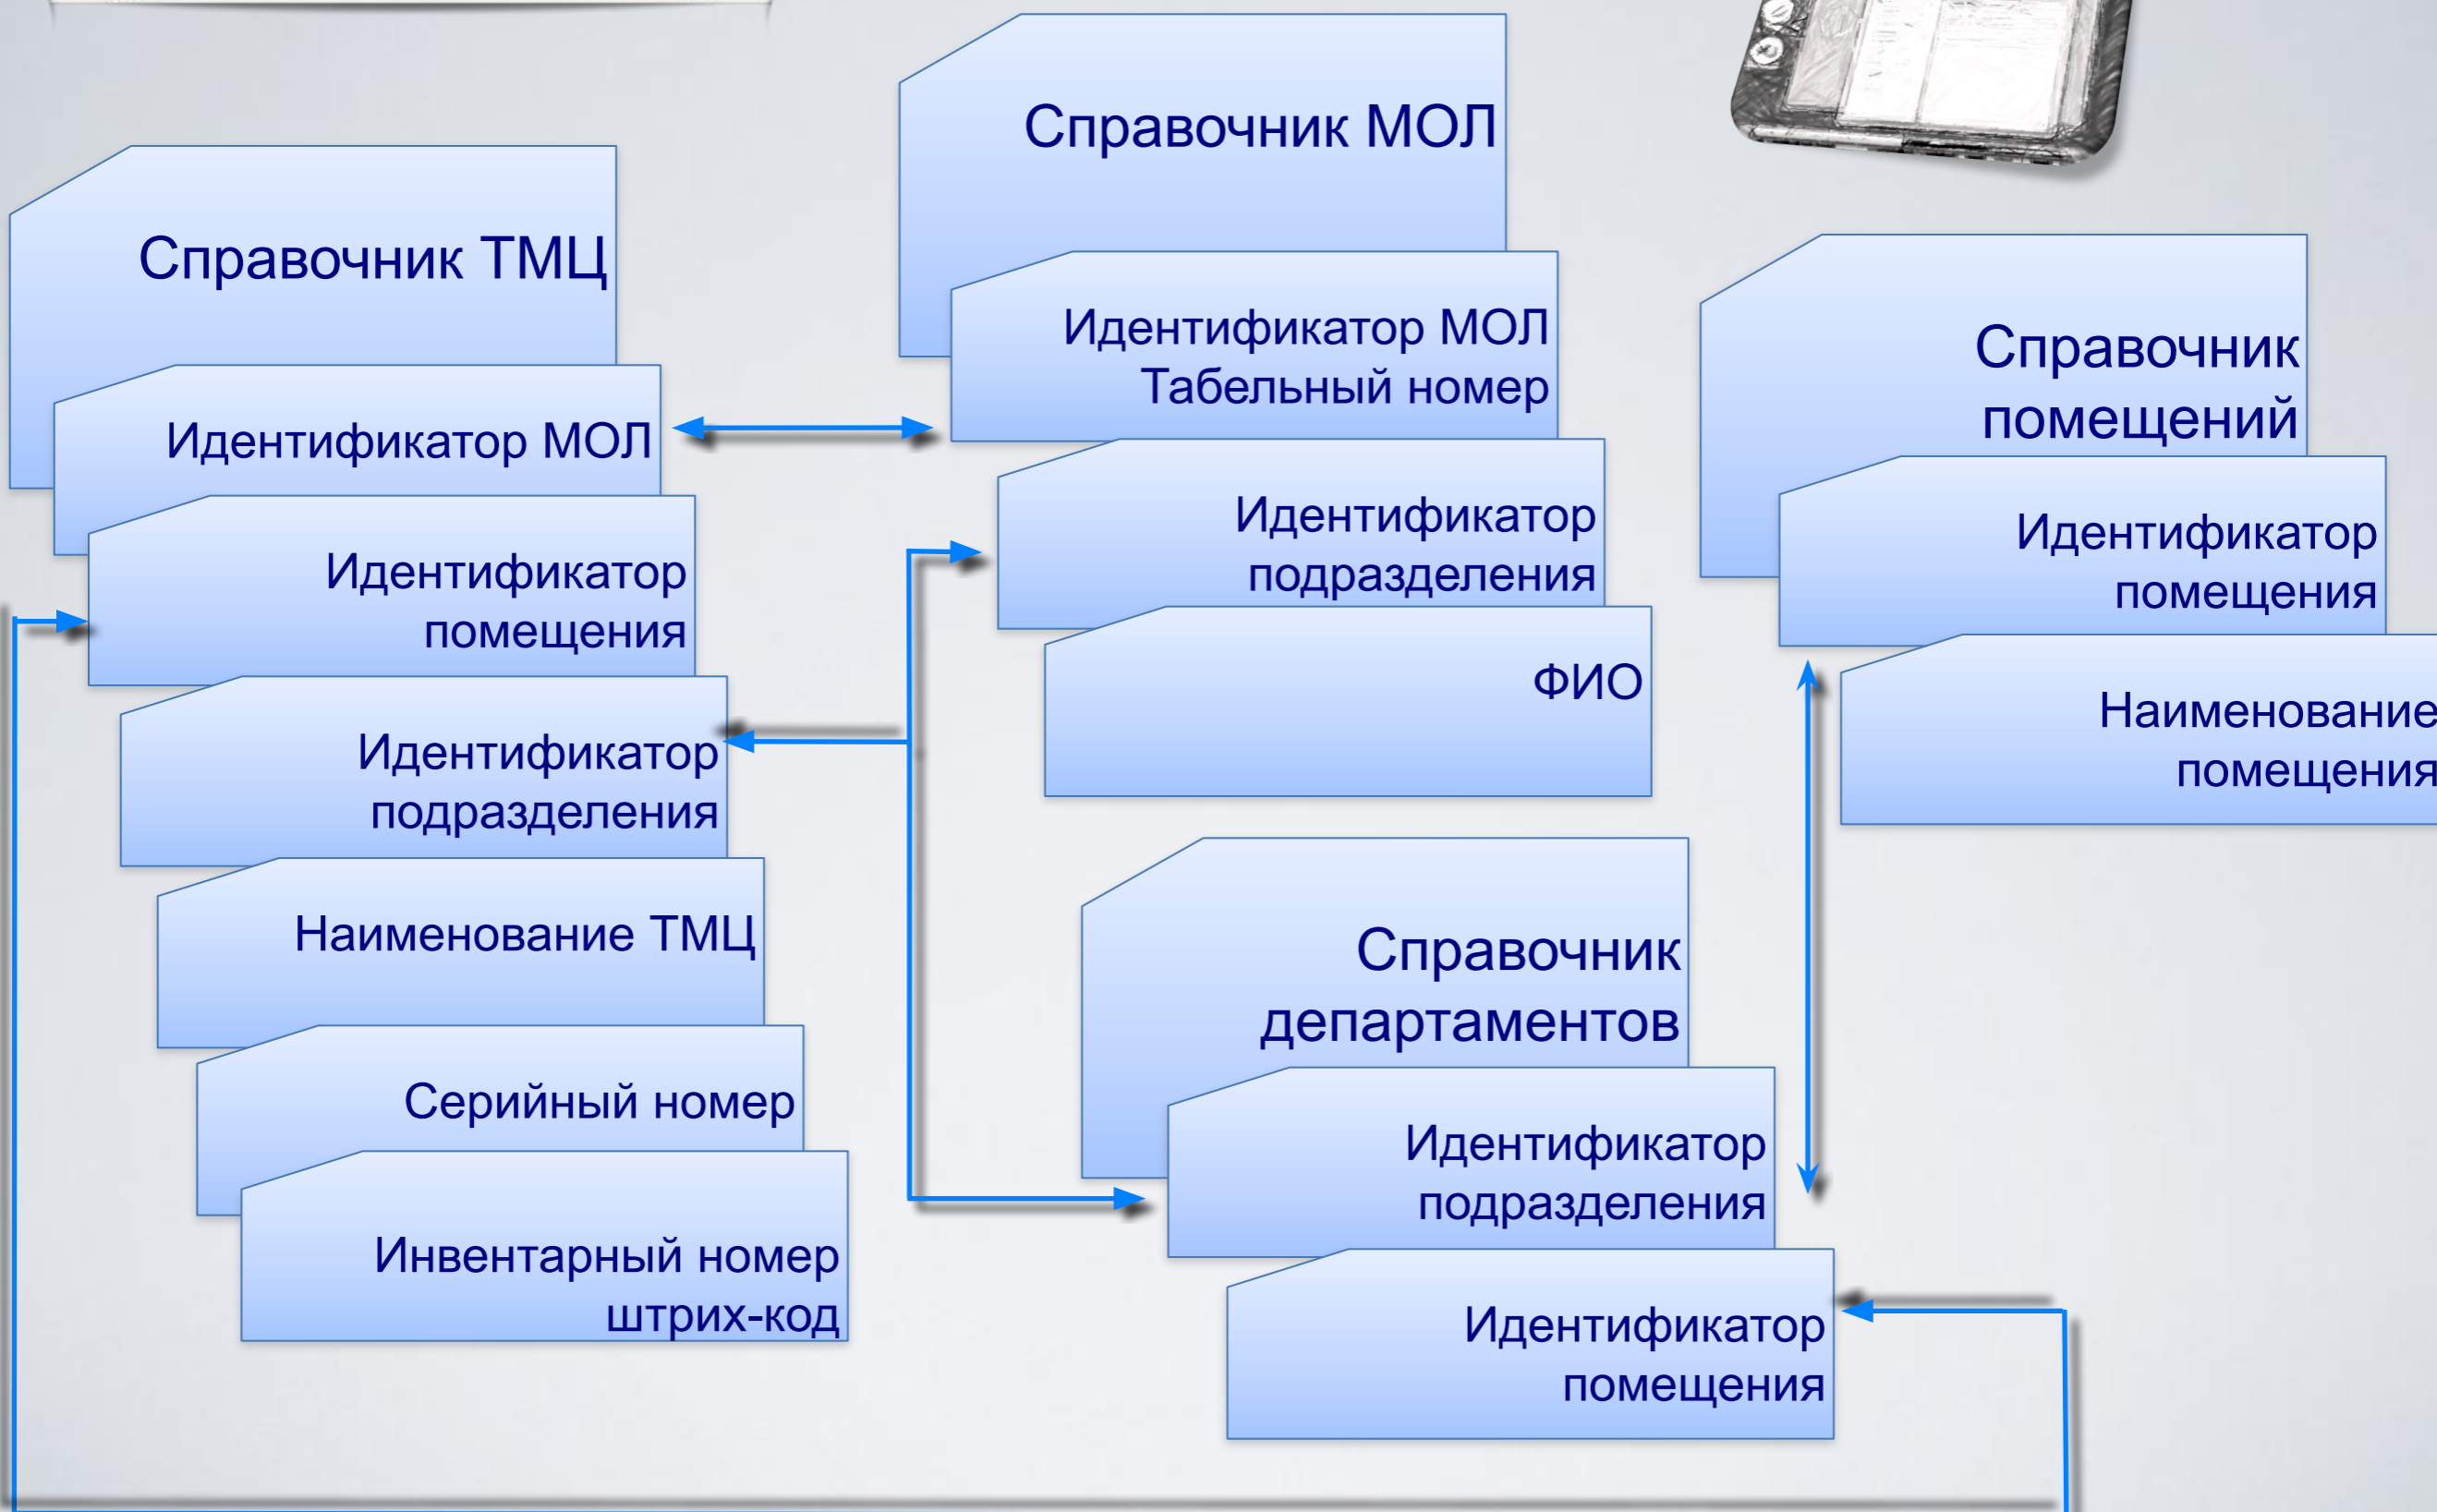 Справочник ТМЦ
Идентификатор МОЛ
Идентификатор
помещения
Идентификатор
подразделения
Наименование ТМЦ
Серийный номер
Инвентарный номер
штрих-код
Справочник МОЛ
Идентификатор МОЛ
Табельный номер
Идентификатор
подразделения
ФИО
Справочник
департаментов
Идентификатор
подразделения
Идентификатор
помещения
Справочник
помещений
Идентификатор
помещения
Наименование
помещения